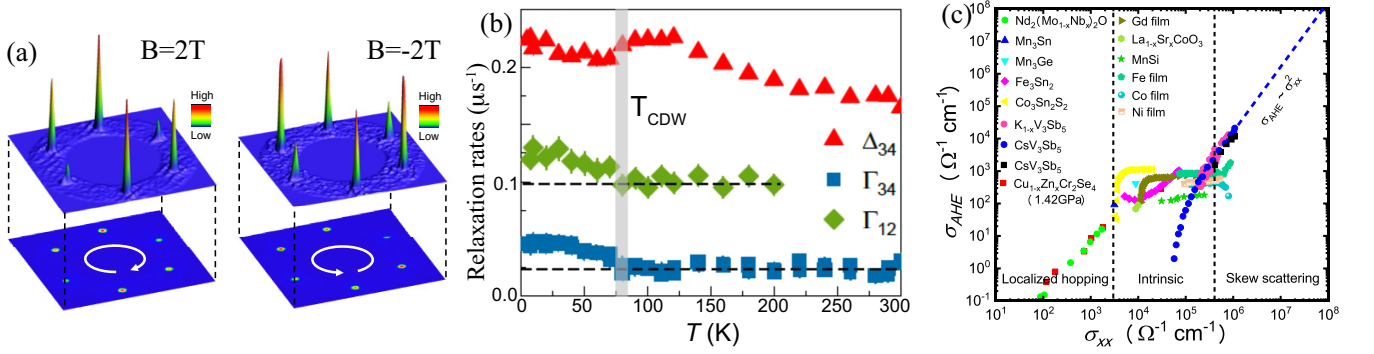 (a)
B=2T
B=-2T
High
Low
High
Low
(b)
Relaxation rates (μs⁻¹)
0.2
0.1
0.0
T_CDW
Δ₃₄
Γ₃₄
Γ₁₂
0 25 50 75 100 150 200 250 300
T (K)
(c)
σ_AHE (Ω⁻¹ cm⁻¹)
10⁸
10⁷
10⁶
10⁵
10⁴
10³
10²
10¹
10⁰
10⁻¹
Nd₂(Mo₁₋ₓNbₓ)₂O
Mn₃Sn
Mn₃Ge
Fe₃Sn₂
Co₃Sn₂S₂
K₁₋ₓV₃Sb₅
CsV₃Sb₅
CsV₃Sb₅
Cu₁₋ₓZnₓCr₂Se₄
(1.42GPa)
Gd film
La₁₋ₓSrₓCoO₃
MnSi
Fe film
Co film
Ni film
σ_AHE ~ σ²ₓₓ
Localized hopping
Intrinsic
Skew scattering
10¹ 10² 10³ 10⁴ 10⁵ 10⁶ 10⁷ 10⁸
σₓₓ (Ω⁻¹ cm⁻¹)